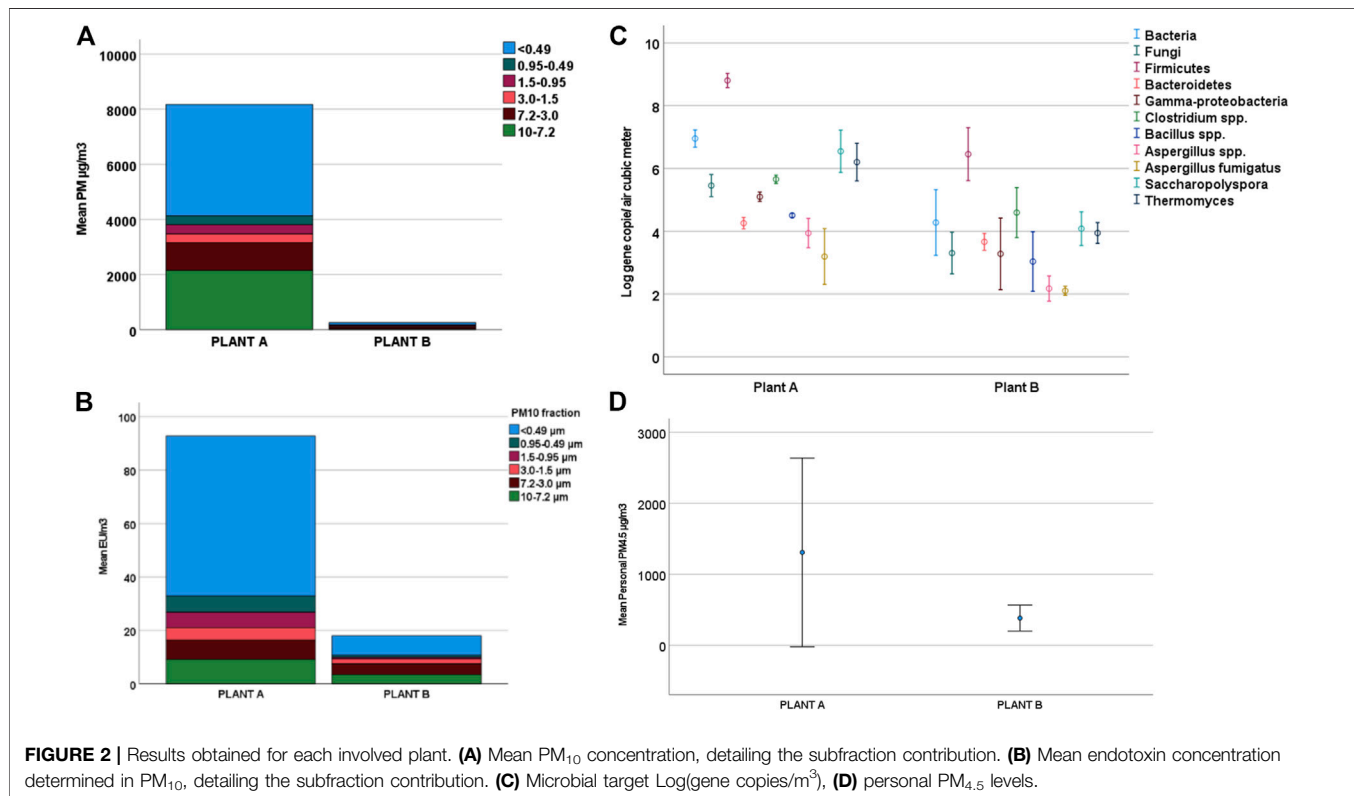 A
Mean PM µg/m3
10000
8000
6000
4000
2000
0
PLANT A
PLANT B
<0.49
0.95-0.49
1.5-0.95
3.0-1.5
7.2-3.0
10-7.2
C
Log gene copie/ air cubic meter
10
8
6
4
2
0
Plant A
Plant B
Bacteria
Fungi
Firmicutes
Bacteroidetes
Gamma-proteobacteria
Clostridium spp.
Bacillus spp.
Aspergillus spp.
Aspergillus fumigatus
Saccharopolyspora
Thermomyces
B
Mean EU/m3
100
80
60
40
20
0
PLANT A
PLANT B
PM10 fraction
<0.49 µm
0.95-0.49 µm
1.5-0.95 µm
3.0-1.5 µm
7.2-3.0 µm
10-7.2 µm
D
Mean Personal PM4.5 µg/m3
3000
2000
1000
0
PLANT A
PLANT B
FIGURE 2 | Results obtained for each involved plant. (A) Mean PM10 concentration, detailing the subfraction contribution. (B) Mean endotoxin concentration
determined in PM10, detailing the subfraction contribution. (C) Microbial target Log(gene copies/m3), (D) personal PM4.5 levels.